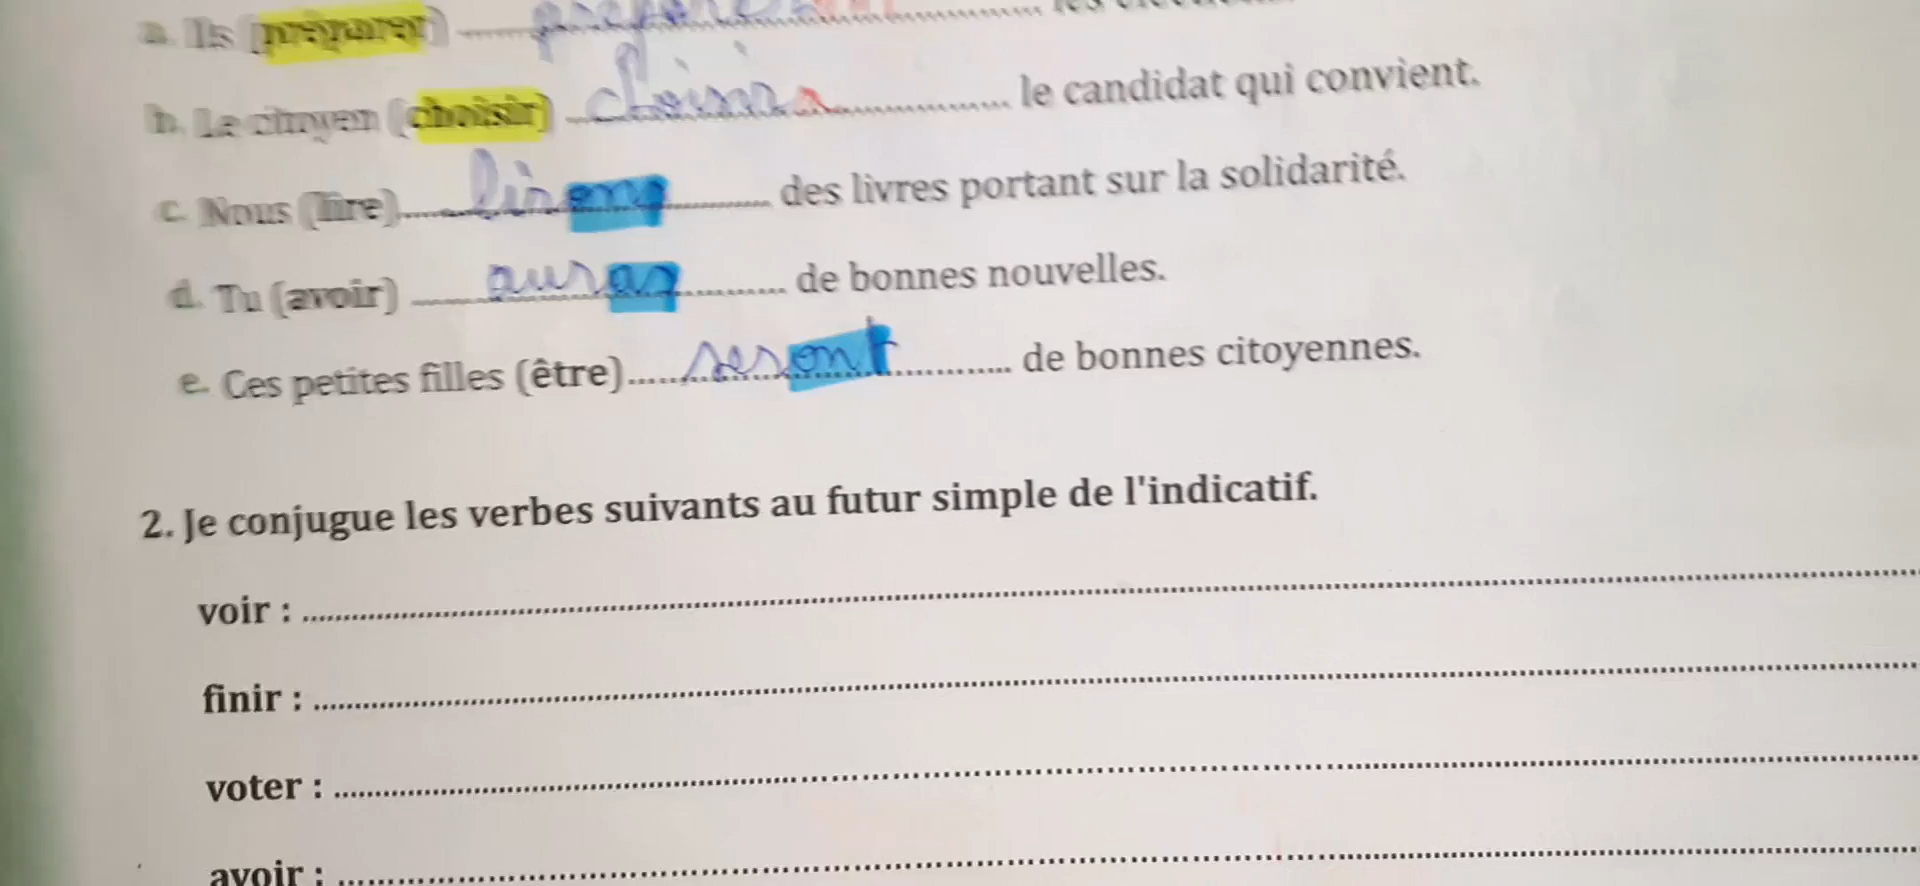 a. Ils (préparer) ........................ les
b. Le citoyen (choisir) choisira ............ le candidat qui convient.
c. Nous (lire) ...... lirons ........ des livres portant sur la solidarité.
d. Tu (avoir) ...... auras ........ de bonnes nouvelles.
e. Ces petites filles (être) ..... seront ......... de bonnes citoyennes.
2. Je conjugue les verbes suivants au futur simple de l'indicatif.
voir : ........................................
finir : ........................................
voter : ........................................
avoir : ........................................